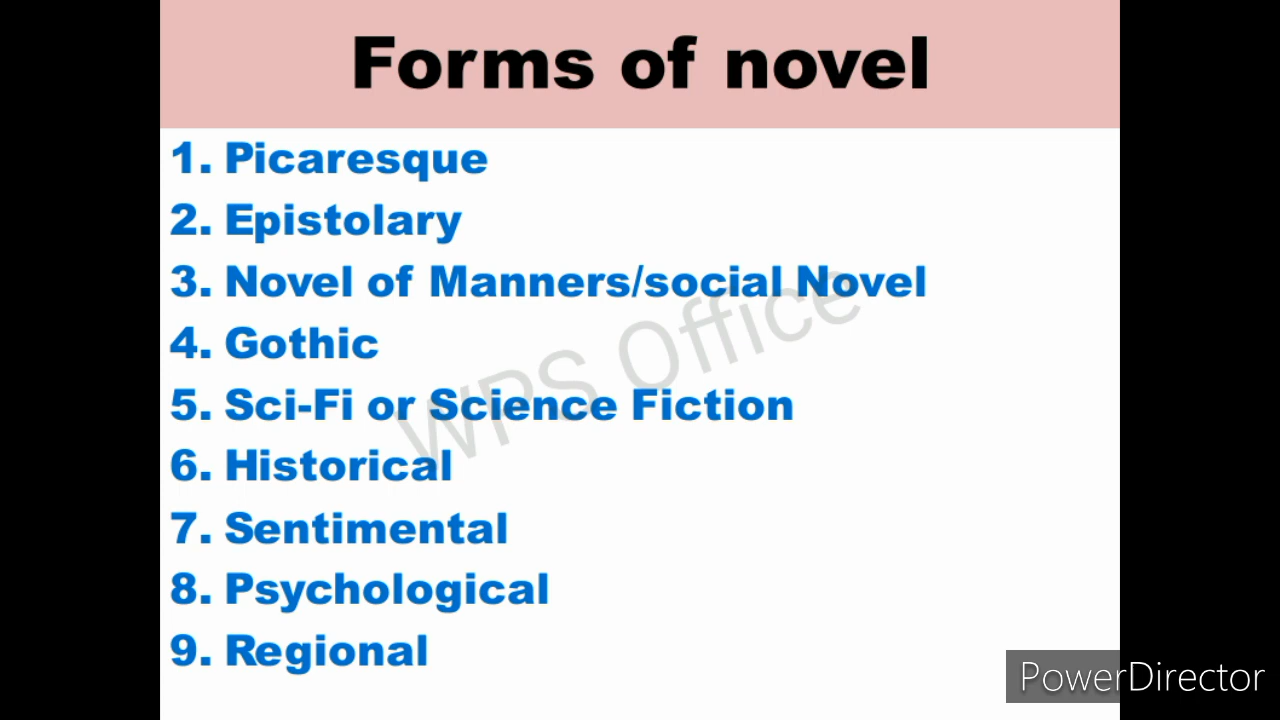 Forms of novel
1. Picaresque
2. Epistolary
3. Novel of Manners/social Novel
4. Gothic
5. Sci-Fi or Science Fiction
6. Historical
7. Sentimental
8. Psychological
9. Regional
WPS Office
PowerDirector